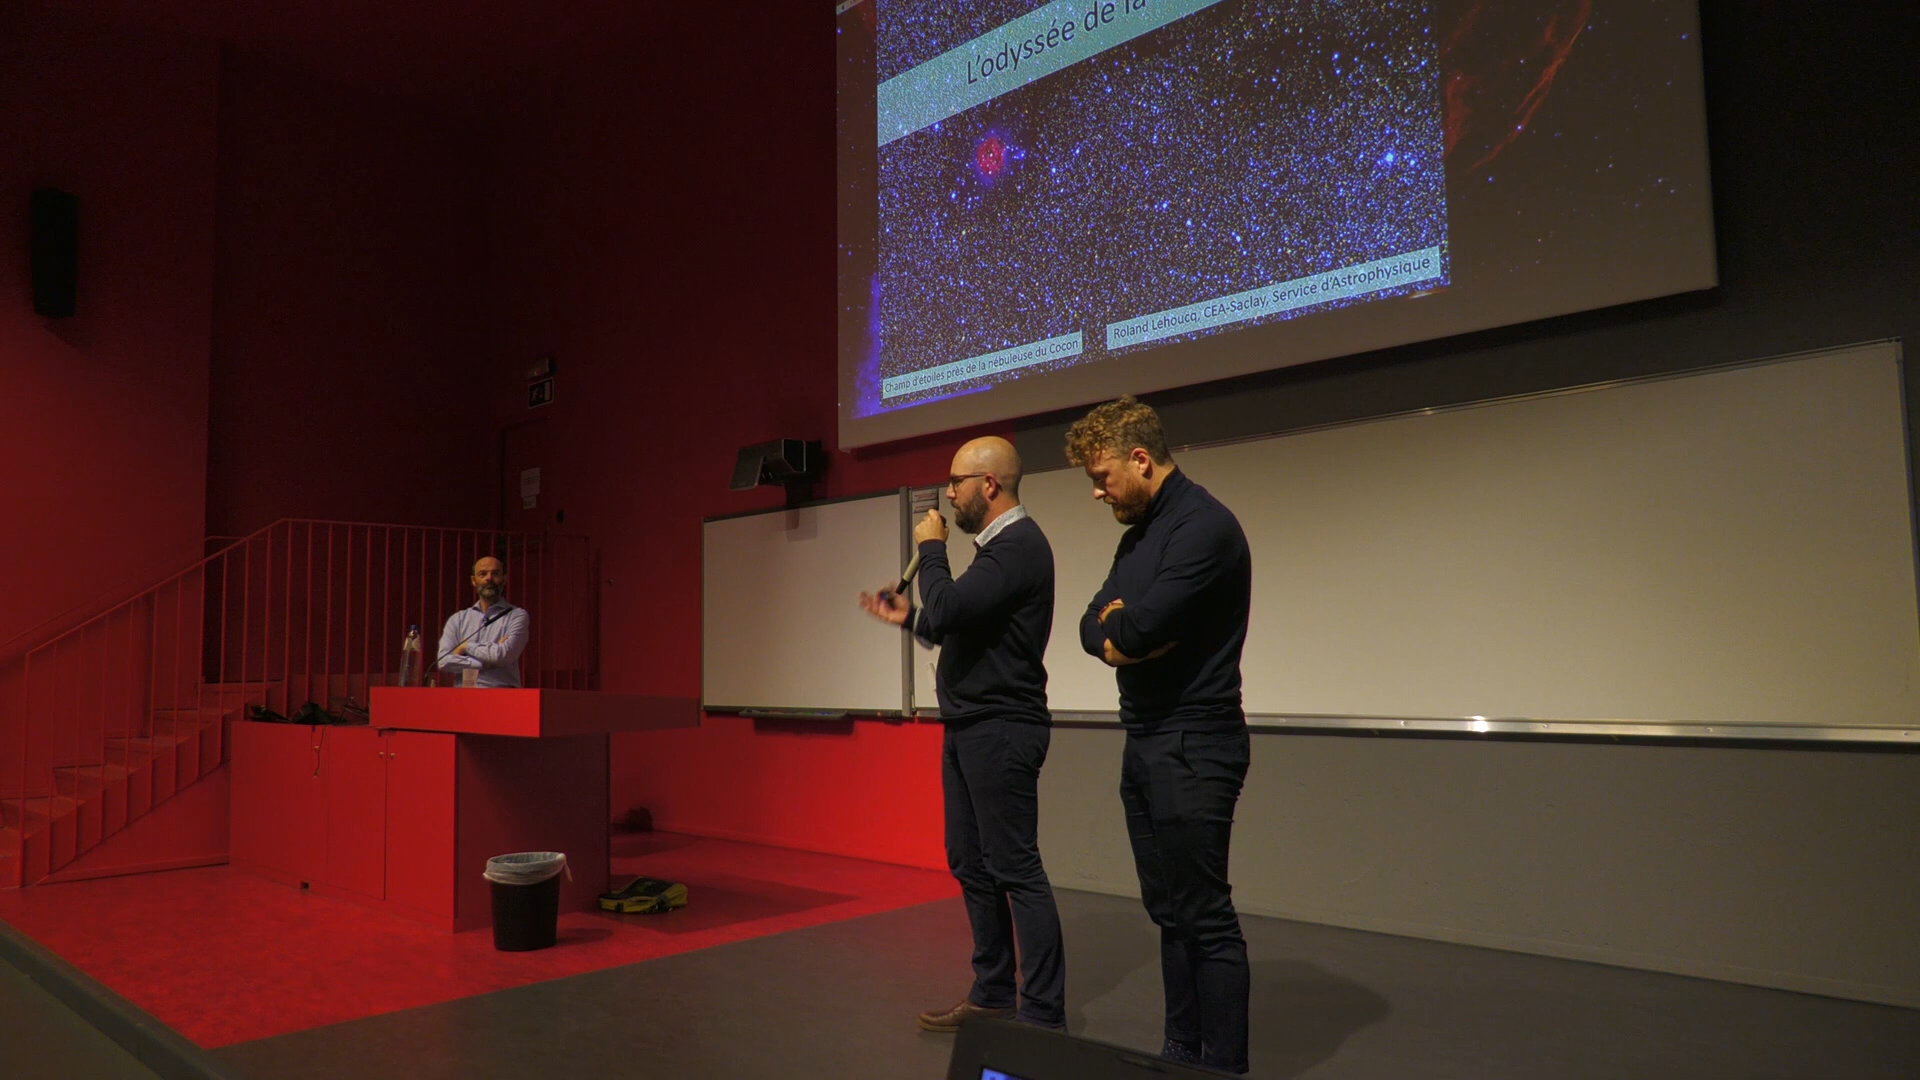 L'odyssée de la
Champ d'étoiles près de la nébuleuse du Cocon
Roland Lehoucq, CEA-Saclay, Service d'Astrophysique